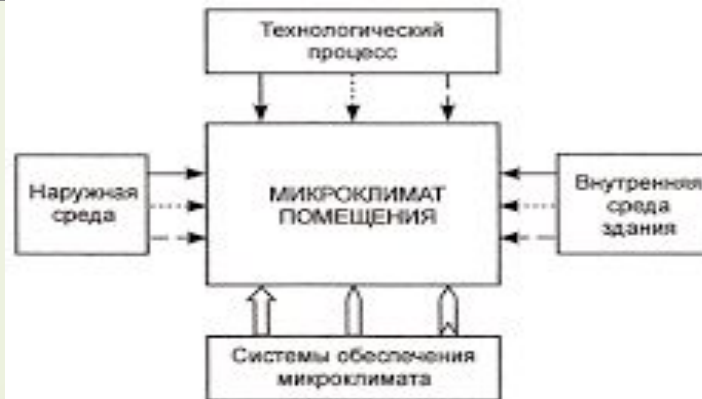 Технологический
процесс
Наружная
среда
МИКРОКЛИМАТ
ПОМЕЩЕНИЯ
Внутренняя
среда
здания
Системы обеспечения
микроклимата